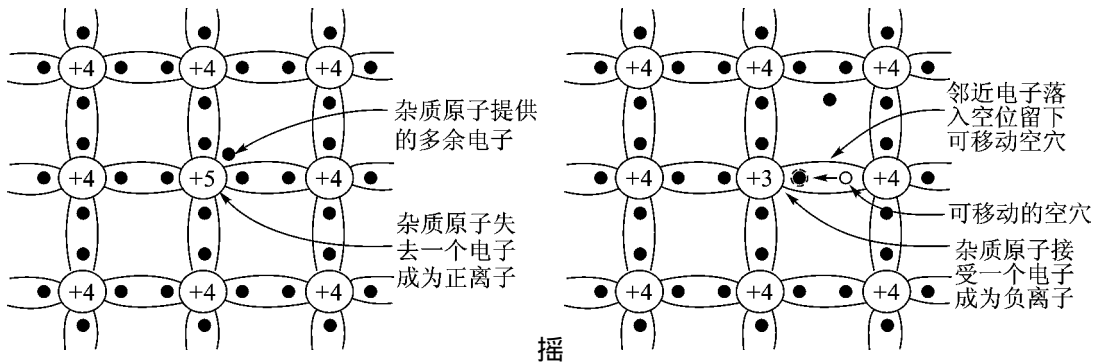 +4 +4 +4
杂质原子提供
的多余电子
+4 +5 +4
杂质原子失
去一个电子
成为正离子
+4 +4 +4
+4 +4 +4
邻近电子落
入空位留下
可移动空穴
+4 +3 +4
可移动的空穴
杂质原子接
受一个电子
成为负离子
+4 +4 +4
摇